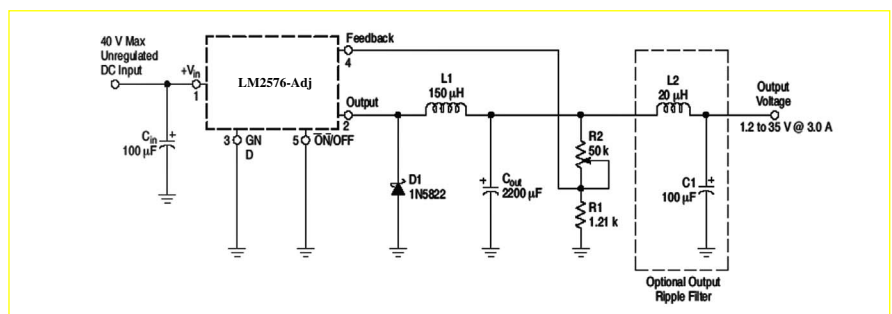 40 V Max
Unregulated
DC Input
+Vin
1
LM2576-Adj
Feedback
4
Output
2
3
GN
D
5
ON/OFF
Cin
100 µF
+
D1
1N5822
L1
150 µH
+
Cout
2200 µF
R2
50 k
R1
1.21 k
L2
20 µH
C1
100 µF
+
Output
Voltage
1.2 to 35 V @ 3.0 A
Optional Output
Ripple Filter